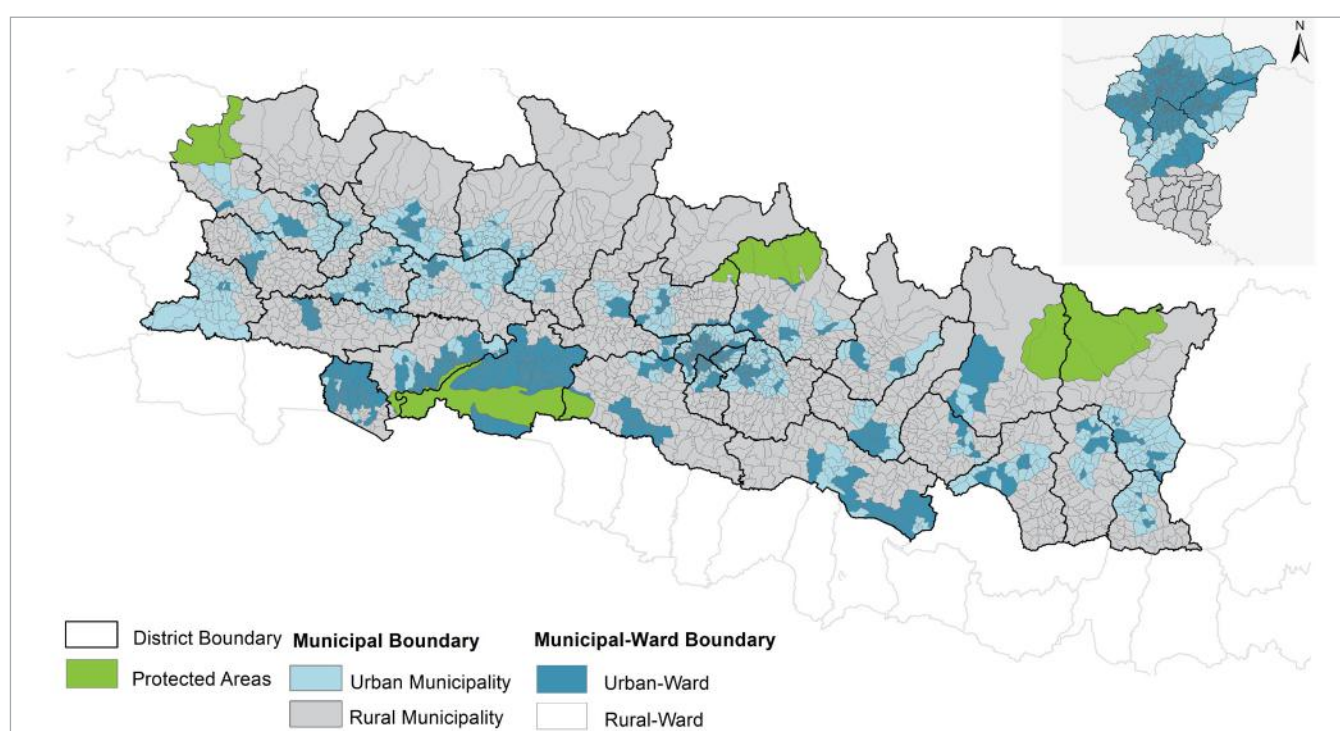 N
District Boundary
Protected Areas
Municipal Boundary
Urban Municipality
Rural Municipality
Municipal-Ward Boundary
Urban-Ward
Rural-Ward